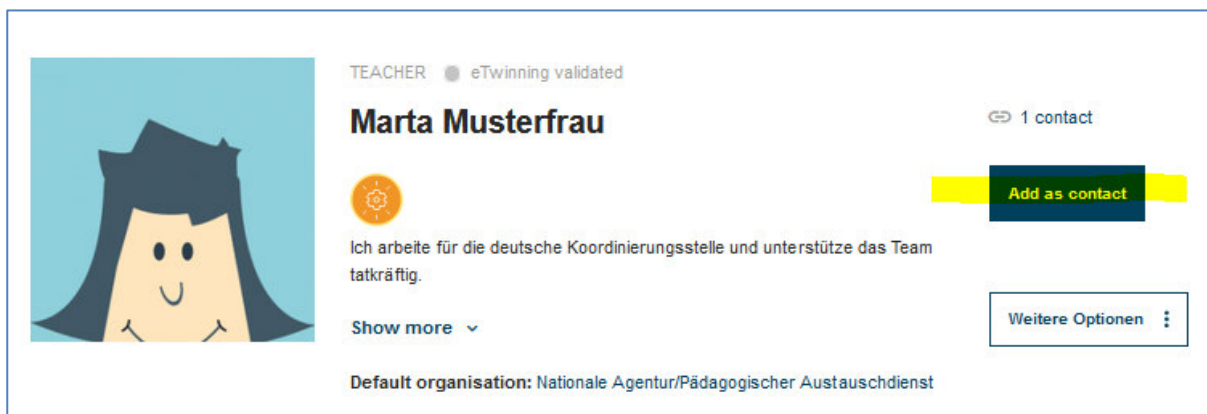 TEACHER eTwinning validated
Marta Musterfrau
1 contact
Add as contact
Ich arbeite für die deutsche Koordinierungsstelle und unterstütze das Team
tatkräftig.
Weitere Optionen
Show more
Default organisation: Nationale Agentur/Pädagogischer Austauschdienst